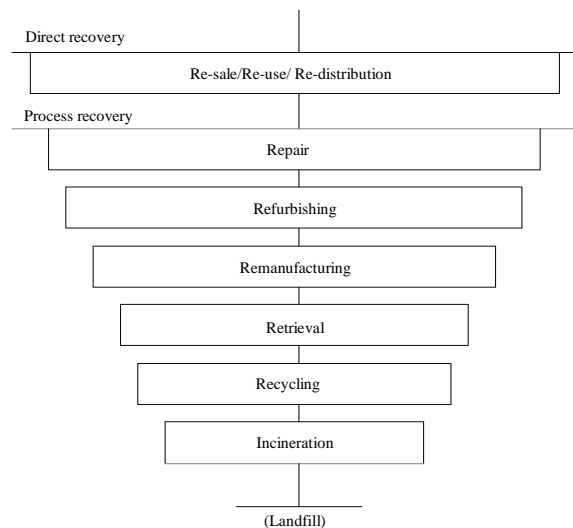 Direct recovery
Re-sale/Re-use/ Re-distribution
Process recovery
Repair
Refurbishing
Remanufacturing
Retrieval
Recycling
Incineration
(Landfill)